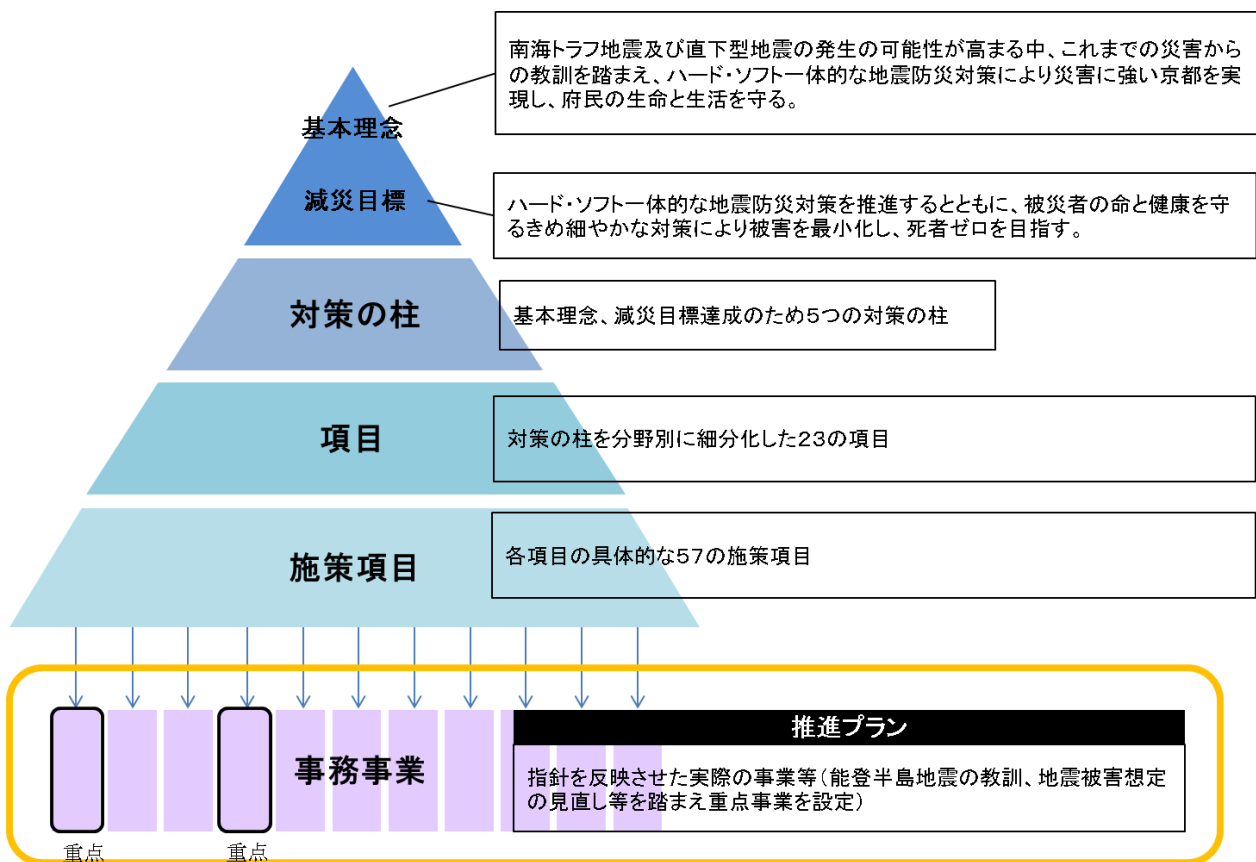 南海トラフ地震及び直下型地震の発生の可能性が高まる中、これまでの災害から
の教訓を踏まえ、ハード・ソフト一体的な地震防災対策により災害に強い京都を実
現し、府民の生命と生活を守る。
基本理念
減災目標
ハード・ソフト一体的な地震防災対策を推進するとともに、被災者の命と健康を守
るきめ細やかな対策により被害を最小化し、死者ゼロを目指す。
対策の柱
基本理念、減災目標達成のため5つの対策の柱
項目
対策の柱を分野別に細分化した23の項目
施策項目
各項目の具体的な57の施策項目
推進プラン
事務事業
指針を反映させた実際の事業等(能登半島地震の教訓、地震被害想定
の見直し等を踏まえ重点事業を設定)
重点
重点